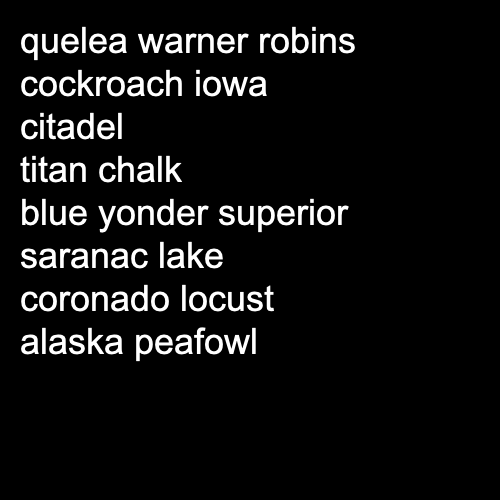 quelea warner robins
cockroach iowa
citadel
titan chalk
blue yonder superior
saranac lake
coronado locust
alaska peafowl